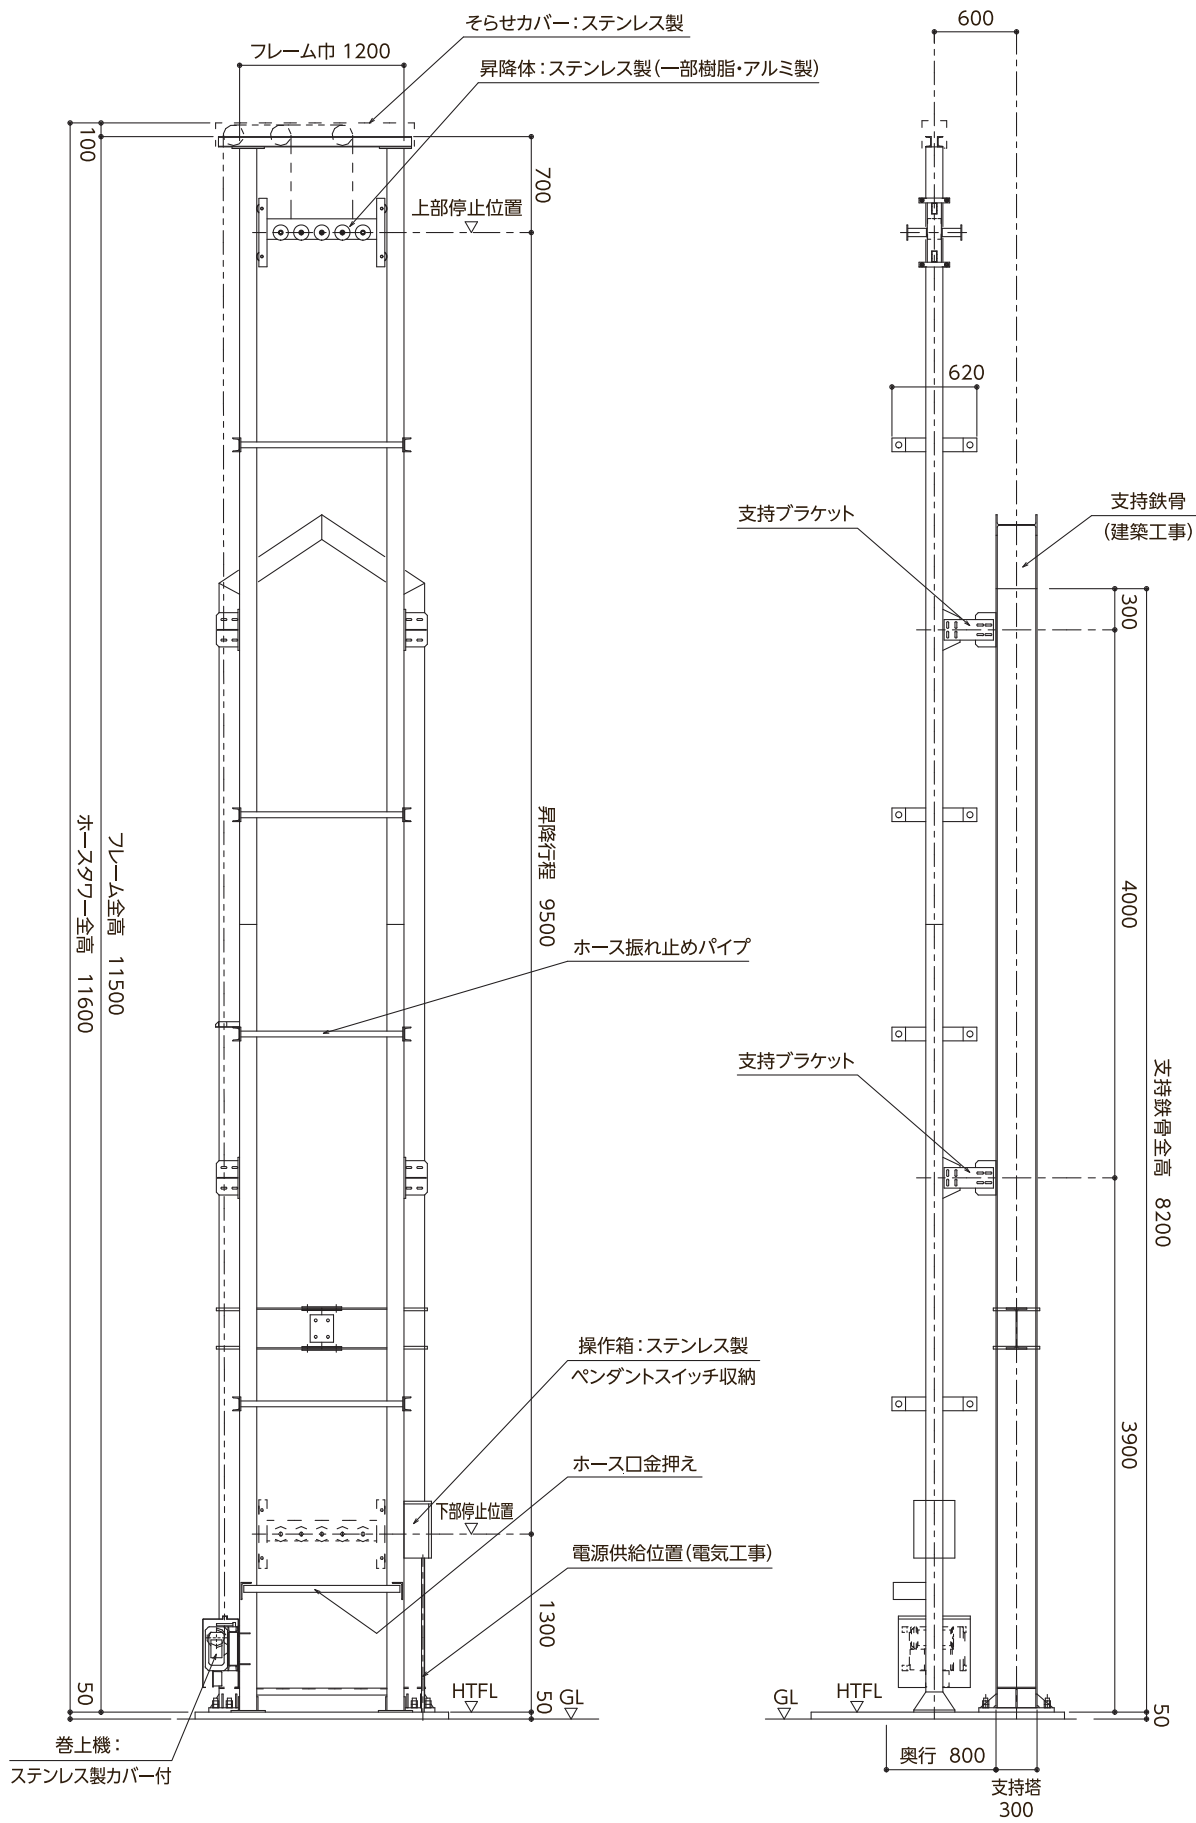 そらせカバー：ステンレス製
フレーム巾 1200
昇降体：ステンレス製（一部樹脂・アルミ製）
600
100
700
上部停止位置
620
支持ブラケット
支持鉄骨
(建築工事)
300
昇降行程 9500
フレーム全高 11500
ホースタワー全高 11600
4000
ホース振れ止めパイプ
支持ブラケット
支持鉄骨全高 8200
操作箱：ステンレス製
ペンダントスイッチ収納
3900
ホース口金押え
下部停止位置
電源供給位置（電気工事）
1300
50
HTFL
50
GL
GL
HTFL
50
巻上機：
ステンレス製カバー付
奥行 800
支持塔
300